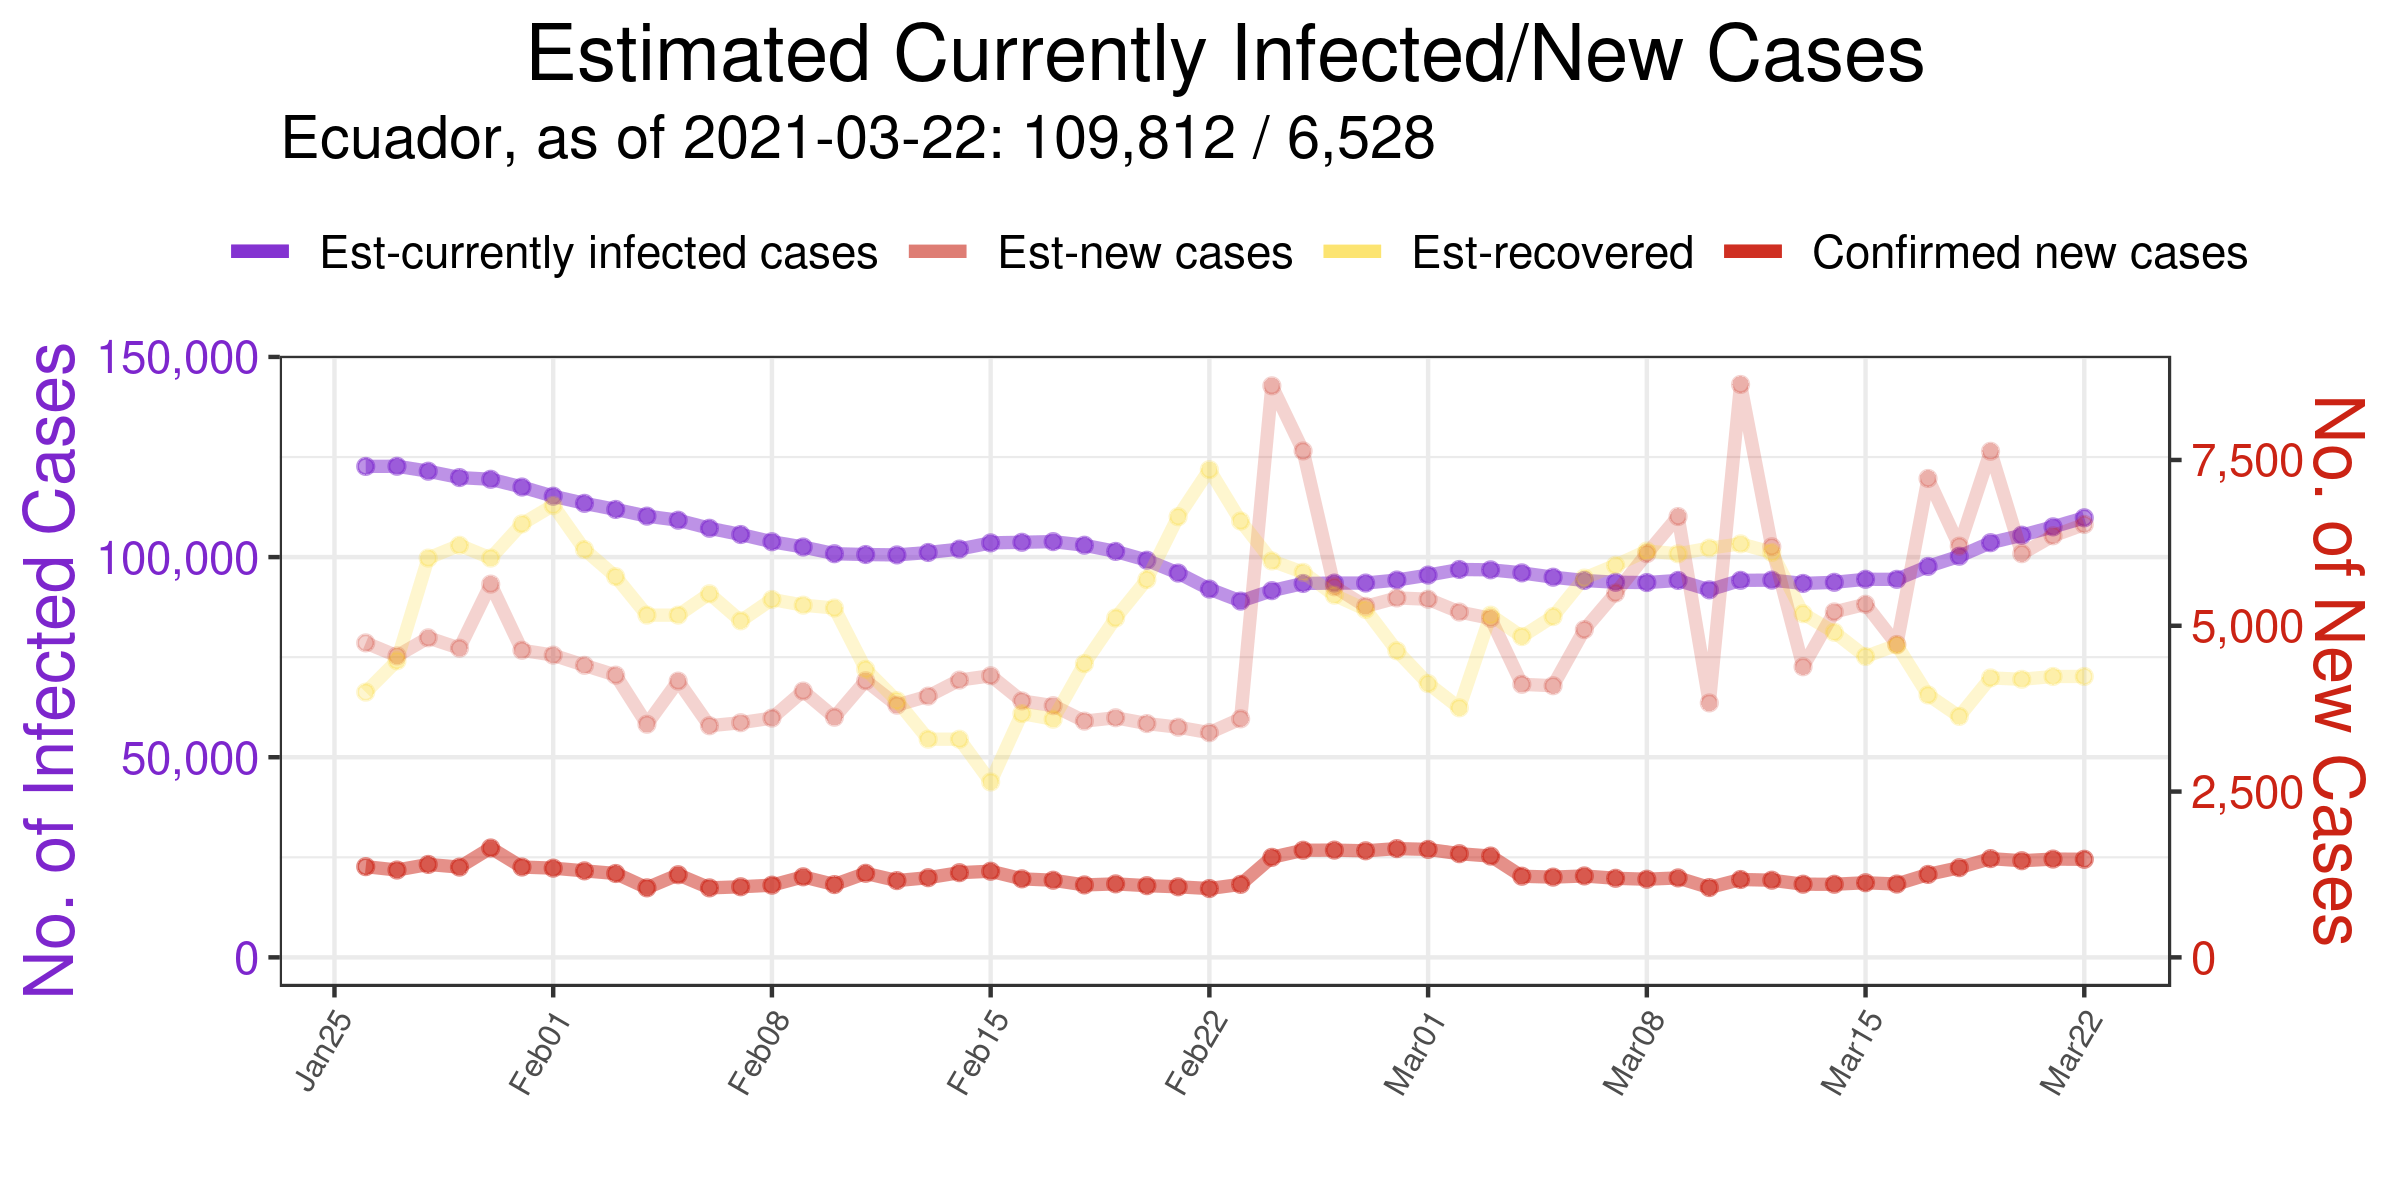 Estimated Currently Infected/New Cases
Ecuador, as of 2021-03-22: 109,812 / 6,528
Est-currently infected cases Est-new cases Est-recovered Confirmed new cases
No. of Infected Cases
150,000
100,000
50,000
0
7,500
5,000
2,500
0
No. of New Cases
Jan25 Feb01 Feb08 Feb15 Feb22 Mar01 Mar08 Mar15 Mar22